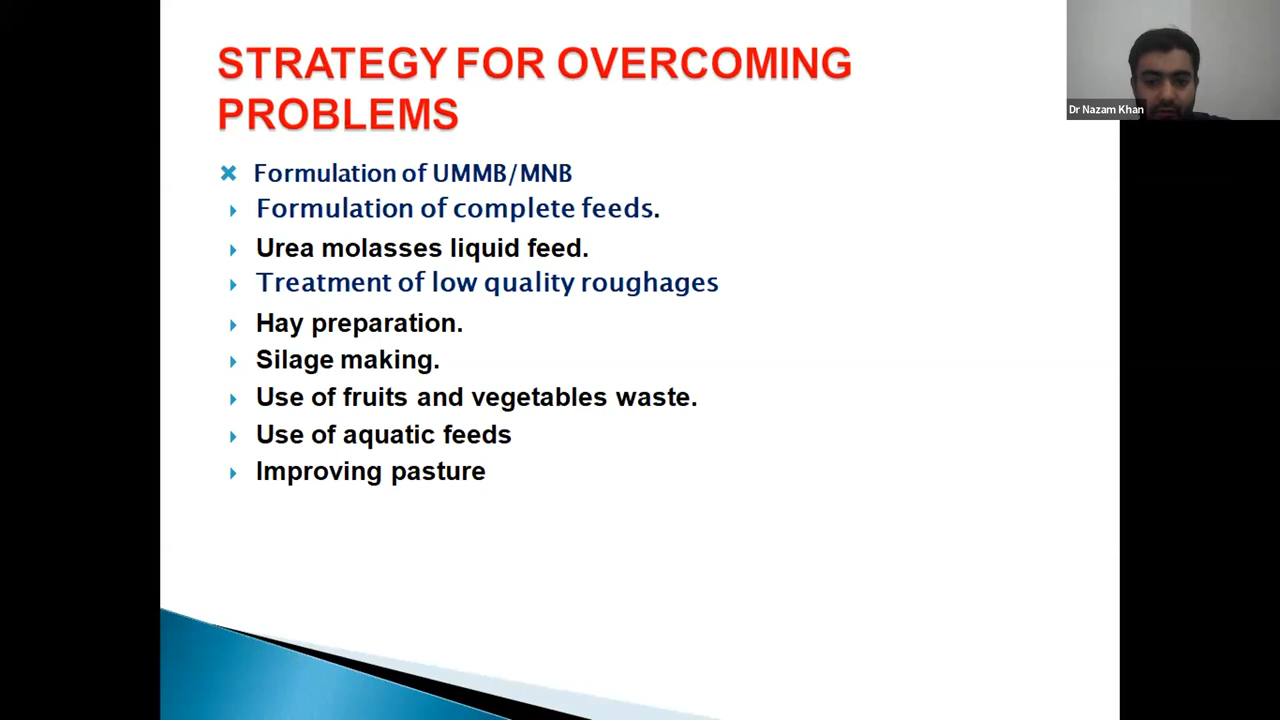 STRATEGY FOR OVERCOMING
PROBLEMS
Dr Nazam Khan
Formulation of UMMB/MNB
Formulation of complete feeds.
Urea molasses liquid feed.
Treatment of low quality roughages
Hay preparation.
Silage making.
Use of fruits and vegetables waste.
Use of aquatic feeds
Improving pasture